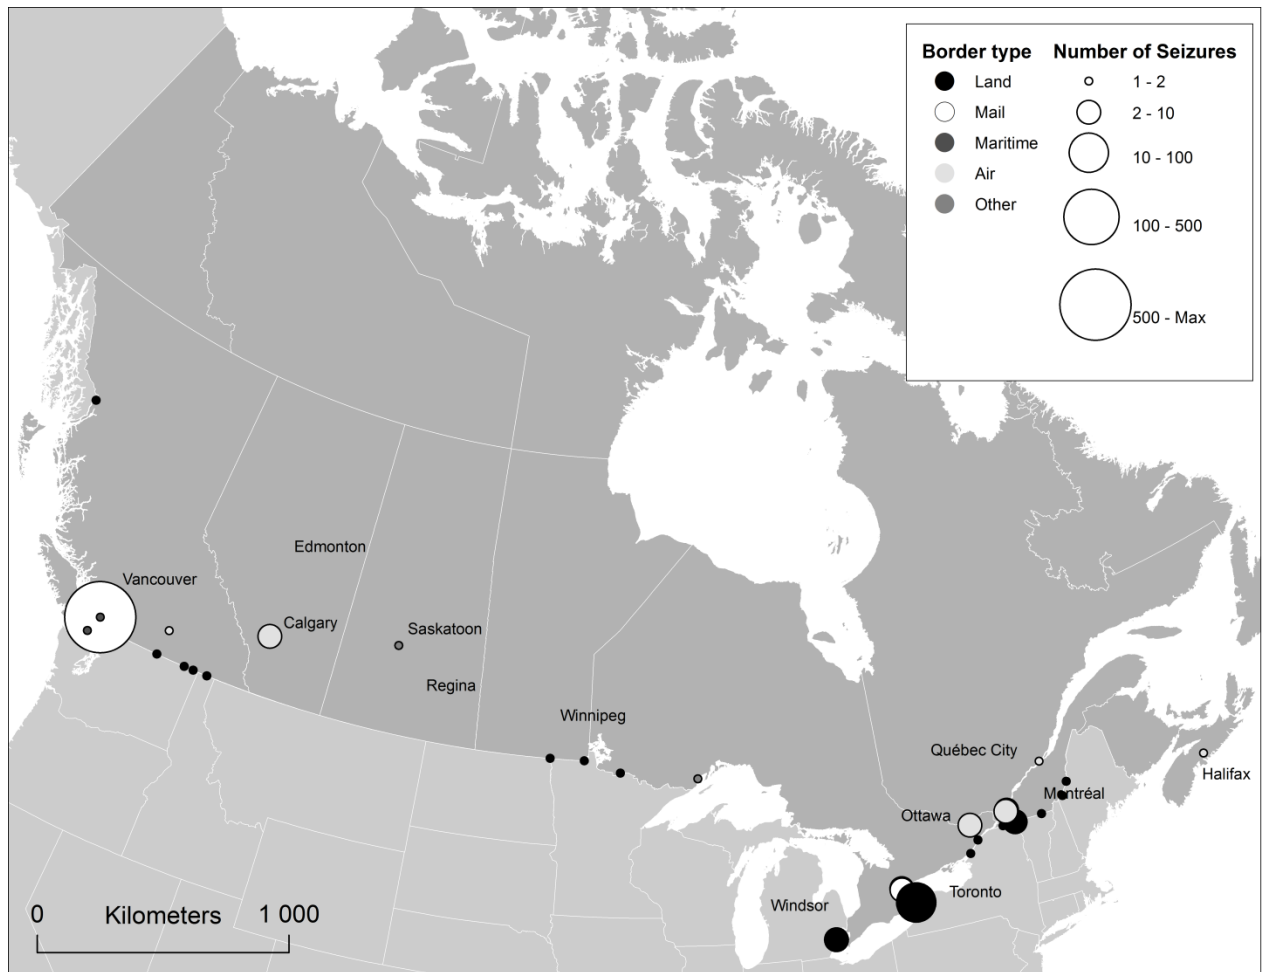 Border type Number of Seizures
Land 1 - 2
Mail 2 - 10
Maritime 10 - 100
Air
Other 100 - 500
500 - Max
Edmonton
Vancouver
Calgary
Saskatoon
Regina
Winnipeg
Québec City
Halifax
Montréal
Ottawa
Toronto
Windsor
0 Kilometers 1 000